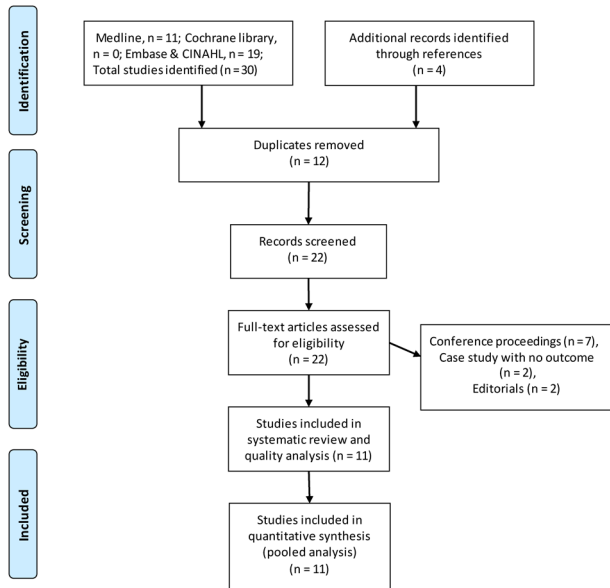 Identification
Medline, n = 11; Cochrane library,
n = 0; Embase & CINAHL, n = 19;
Total studies identified (n = 30)
Additional records identified
through references
(n = 4)
Duplicates removed
(n = 12)
Screening
Records screened
(n = 22)
Eligibility
Full-text articles assessed
for eligibility
(n = 22)
Conference proceedings (n = 7),
Case study with no outcome
(n = 2),
Editorials (n = 2)
Studies included in
systematic review and
quality analysis (n = 11)
Included
Studies included in
quantitative synthesis
(pooled analysis)
(n = 11)